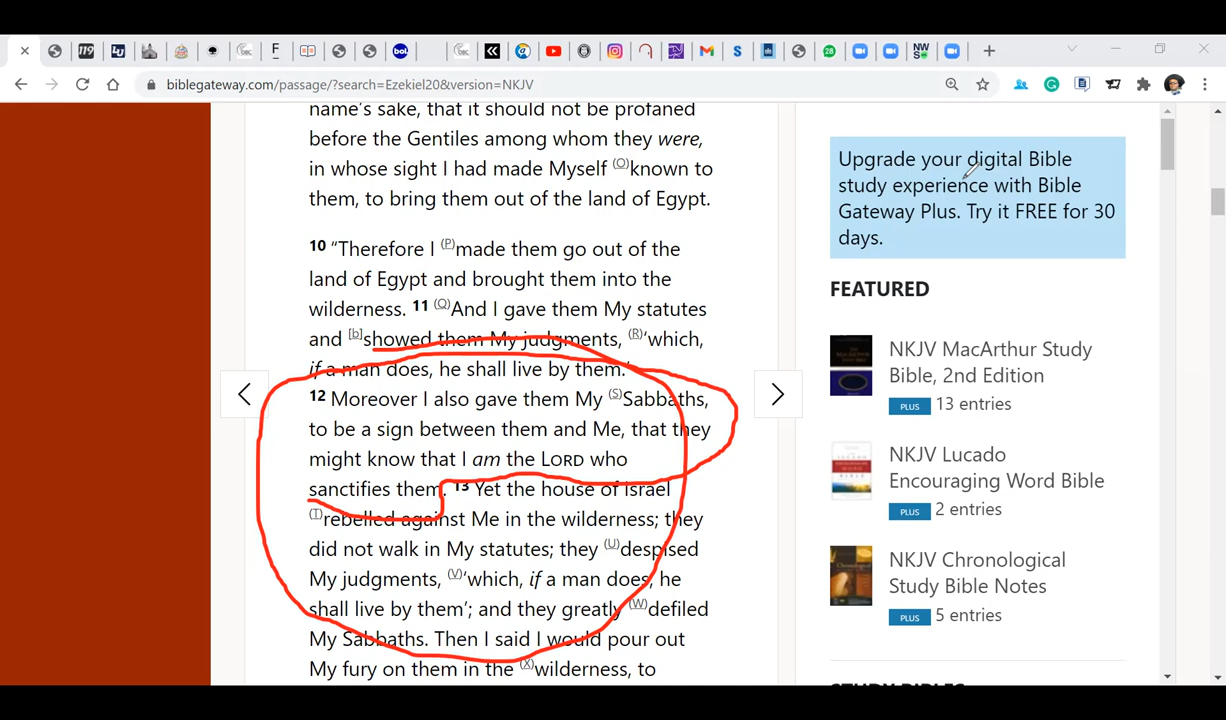 119
LU
F
bol
S
28
NWS
biblegateway.com/passage/?search=Ezekiel20&version=NKJV
name's sake, that it should not be profaned
before the Gentiles among whom they were,
in whose sight I had made Myself (Q)known to
them, to bring them out of the land of Egypt.
10 “Therefore I (P)made them go out of the
land of Egypt and brought them into the
wilderness. 11 (Q)And I gave them My statutes
and [b]showed them My judgments, (R)‘which,
if a man does, he shall live by them.’
12 Moreover I also gave them My (S)Sabbaths,
to be a sign between them and Me, that they
might know that I am the LORD who
sanctifies them. 13 Yet the house of Israel
(T)rebelled against Me in the wilderness; they
did not walk in My statutes; they (U)despised
My judgments, (V)‘which, if a man does, he
shall live by them’; and they greatly (W)defiled
My Sabbaths. Then I said I would pour out
My fury on them in the (X)wilderness, to
Upgrade your digital Bible
study experience with Bible
Gateway Plus. Try it FREE for 30
days.
FEATURED
NKJV MacArthur Study
Bible, 2nd Edition
PLUS 13 entries
NKJV Lucado
Encouraging Word Bible
PLUS 2 entries
NKJV Chronological
Study Bible Notes
PLUS 5 entries
STUDY BIBLES